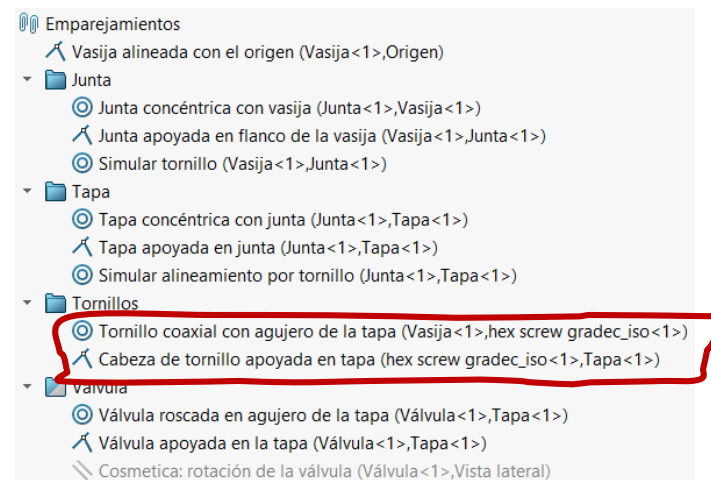 Emparejamientos
Vasija alineada con el origen (Vasija<1>,Origen)
Junta
Junta concéntrica con vasija (Junta<1>,Vasija<1>)
Junta apoyada en flanco de la vasija (Vasija<1>,Junta<1>)
Simular tornillo (Vasija<1>,Junta<1>)
Tapa
Tapa concéntrica con junta (Junta<1>,Tapa<1>)
Tapa apoyada en junta (Junta<1>,Tapa<1>)
Simular alineamiento por tornillo (Junta<1>,Tapa<1>)
Tornillos
Tornillo coaxial con agujero de la tapa (Vasija<1>,hex screw gradec_iso<1>)
Cabeza de tornillo apoyada en tapa (hex screw gradec_iso<1>,Tapa<1>)
Válvula
Válvula roscada en agujero de la tapa (Válvula<1>,Tapa<1>)
Válvula apoyada en la tapa (Válvula<1>,Tapa<1>)
Cosmetica: rotación de la válvula (Válvula<1>,Vista lateral)